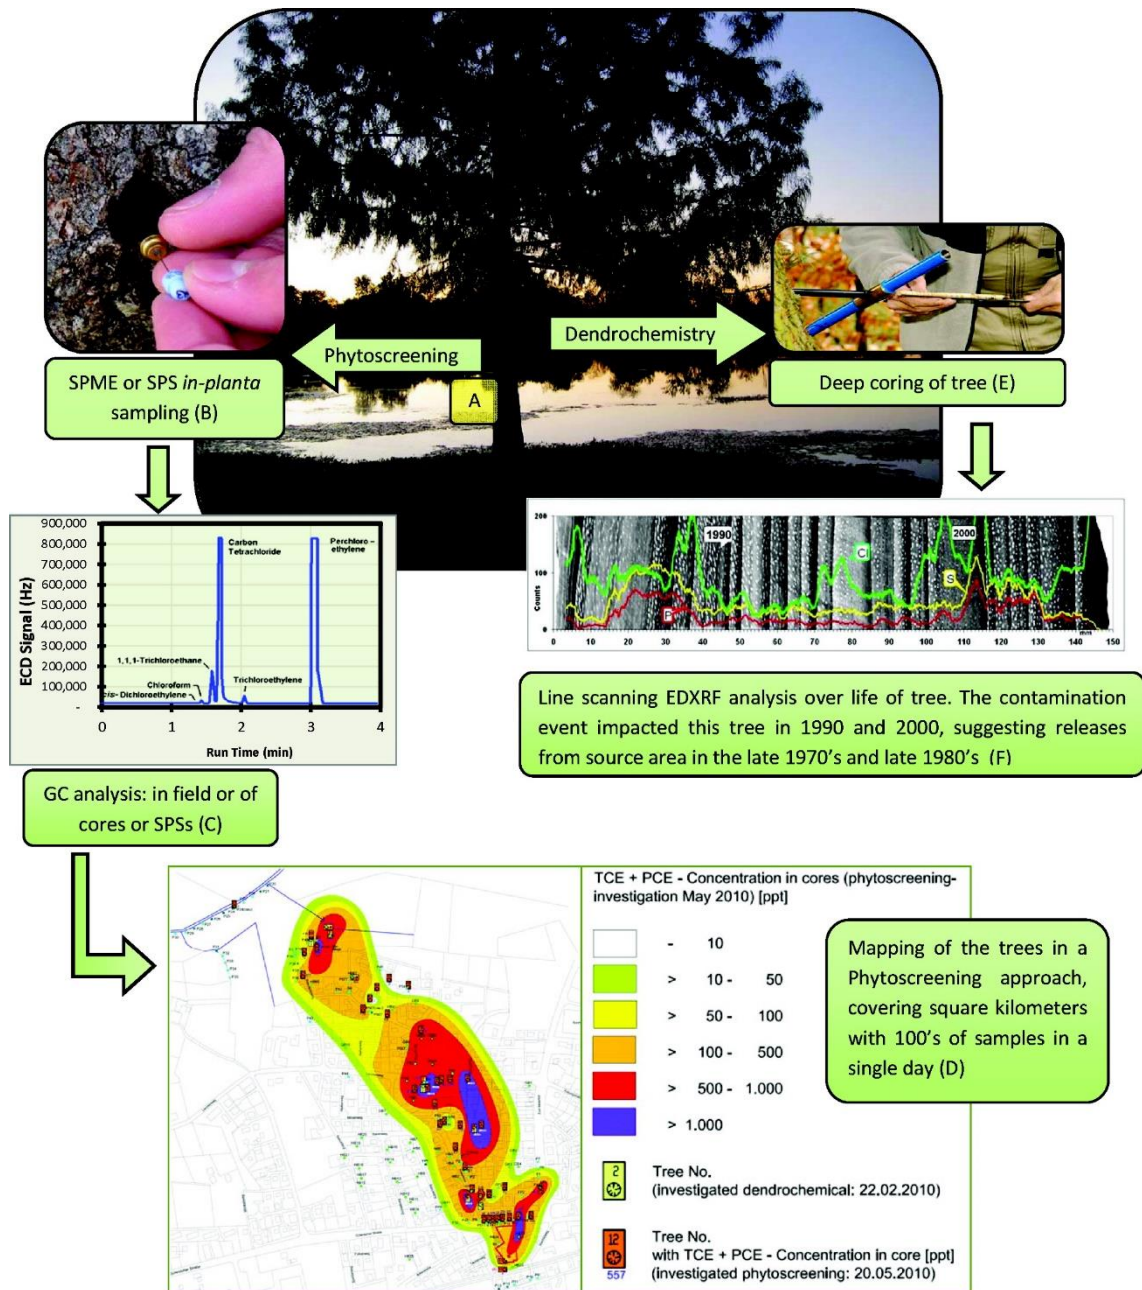 Phytoscreening
Dendrochemistry
A
SPME or SPS in-planta
sampling (B)
Deep coring of tree (E)
900,000
800,000
700,000
600,000
500,000
400,000
300,000
200,000
100,000
-
ECD Signal (Hz)
Carbon
Tetrachloride
Perchloro -
ethylene
1,1,1-Trichloroethane
Chloroform
cis-Dichloroethylene
Trichloroethylene
0 1 2 3 4
Run Time (min)
200
100
0
Counts
1990
2000
Cl
S
P
0 10 20 30 40 50 60 70 80 90 100 110 120 130 140 150
mm
Line scanning EDXRF analysis over life of tree. The contamination
event impacted this tree in 1990 and 2000, suggesting releases
from source area in the late 1970's and late 1980's (F)
GC analysis: in field or of
cores or SPSs (C)
TCE + PCE - Concentration in cores (phytoscreening-
investigation May 2010) [ppt]
- 10
> 10 - 50
> 50 - 100
> 100 - 500
> 500 - 1.000
> 1.000
2
Tree No.
(investigated dendrochemical: 22.02.2010)
12
Tree No.
with TCE + PCE - Concentration in core [ppt]
557
(investigated phytoscreening: 20.05.2010)
Mapping of the trees in a
Phytoscreening approach,
covering square kilometers
with 100's of samples in a
single day (D)